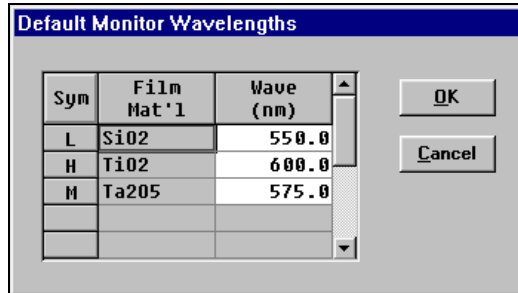 Default Monitor Wavelengths
Sym Film Mat'l Wave (nm)
L SiO2 550.0
H TiO2 600.0
M Ta2O5 575.0
OK
Cancel